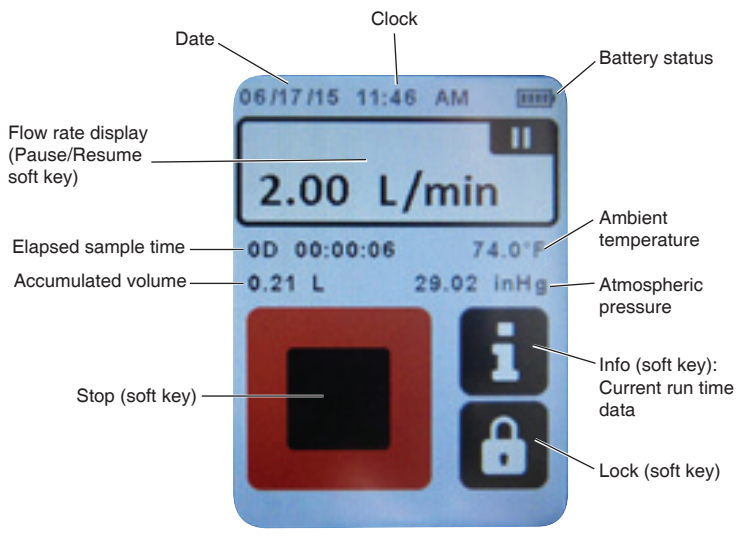 Clock
Date
Battery status
06/17/15 11:46 AM
Flow rate display
(Pause/Resume
soft key)
2.00 L/min
Elapsed sample time
0D 00:00:06
74.0°F
Ambient
temperature
Accumulated volume
0.21 L
29.02 inHg
Atmospheric
pressure
Stop (soft key)
Info (soft key):
Current run time
data
Lock (soft key)